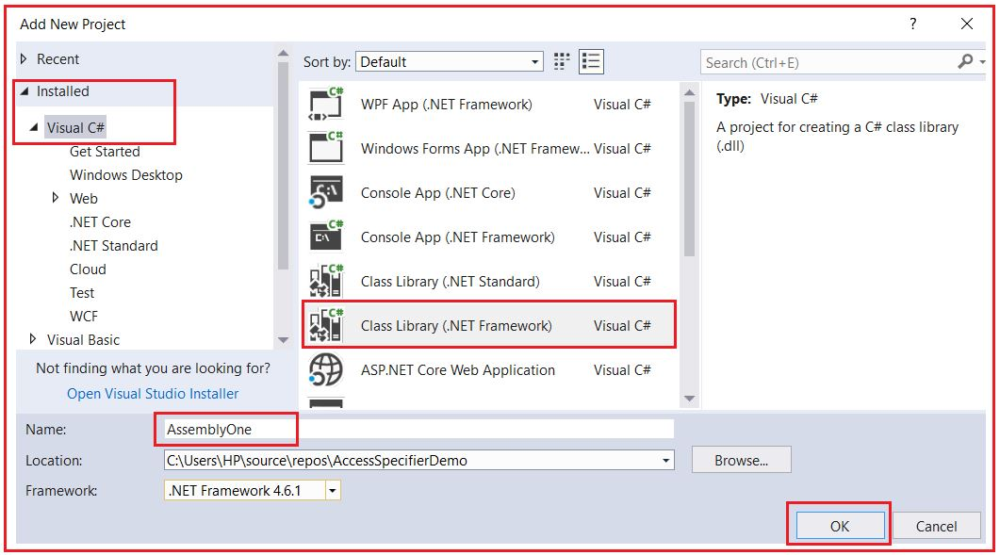 Add New Project
?
Recent
Installed
Visual C#
Get Started
Windows Desktop
Web
.NET Core
.NET Standard
Cloud
Test
WCF
Visual Basic
Not finding what you are looking for?
Open Visual Studio Installer
Sort by: Default
WPF App (.NET Framework) Visual C#
Windows Forms App (.NET Framew... Visual C#
Console App (.NET Core) Visual C#
Console App (.NET Framework) Visual C#
Class Library (.NET Standard) Visual C#
Class Library (.NET Framework) Visual C#
ASP.NET Core Web Application Visual C#
Search (Ctrl+E)
Type: Visual C#
A project for creating a C# class library
(.dll)
Name: AssemblyOne
Location: C:\Users\HP\source\repos\AccessSpecifierDemo
Browse...
Framework: .NET Framework 4.6.1
OK
Cancel